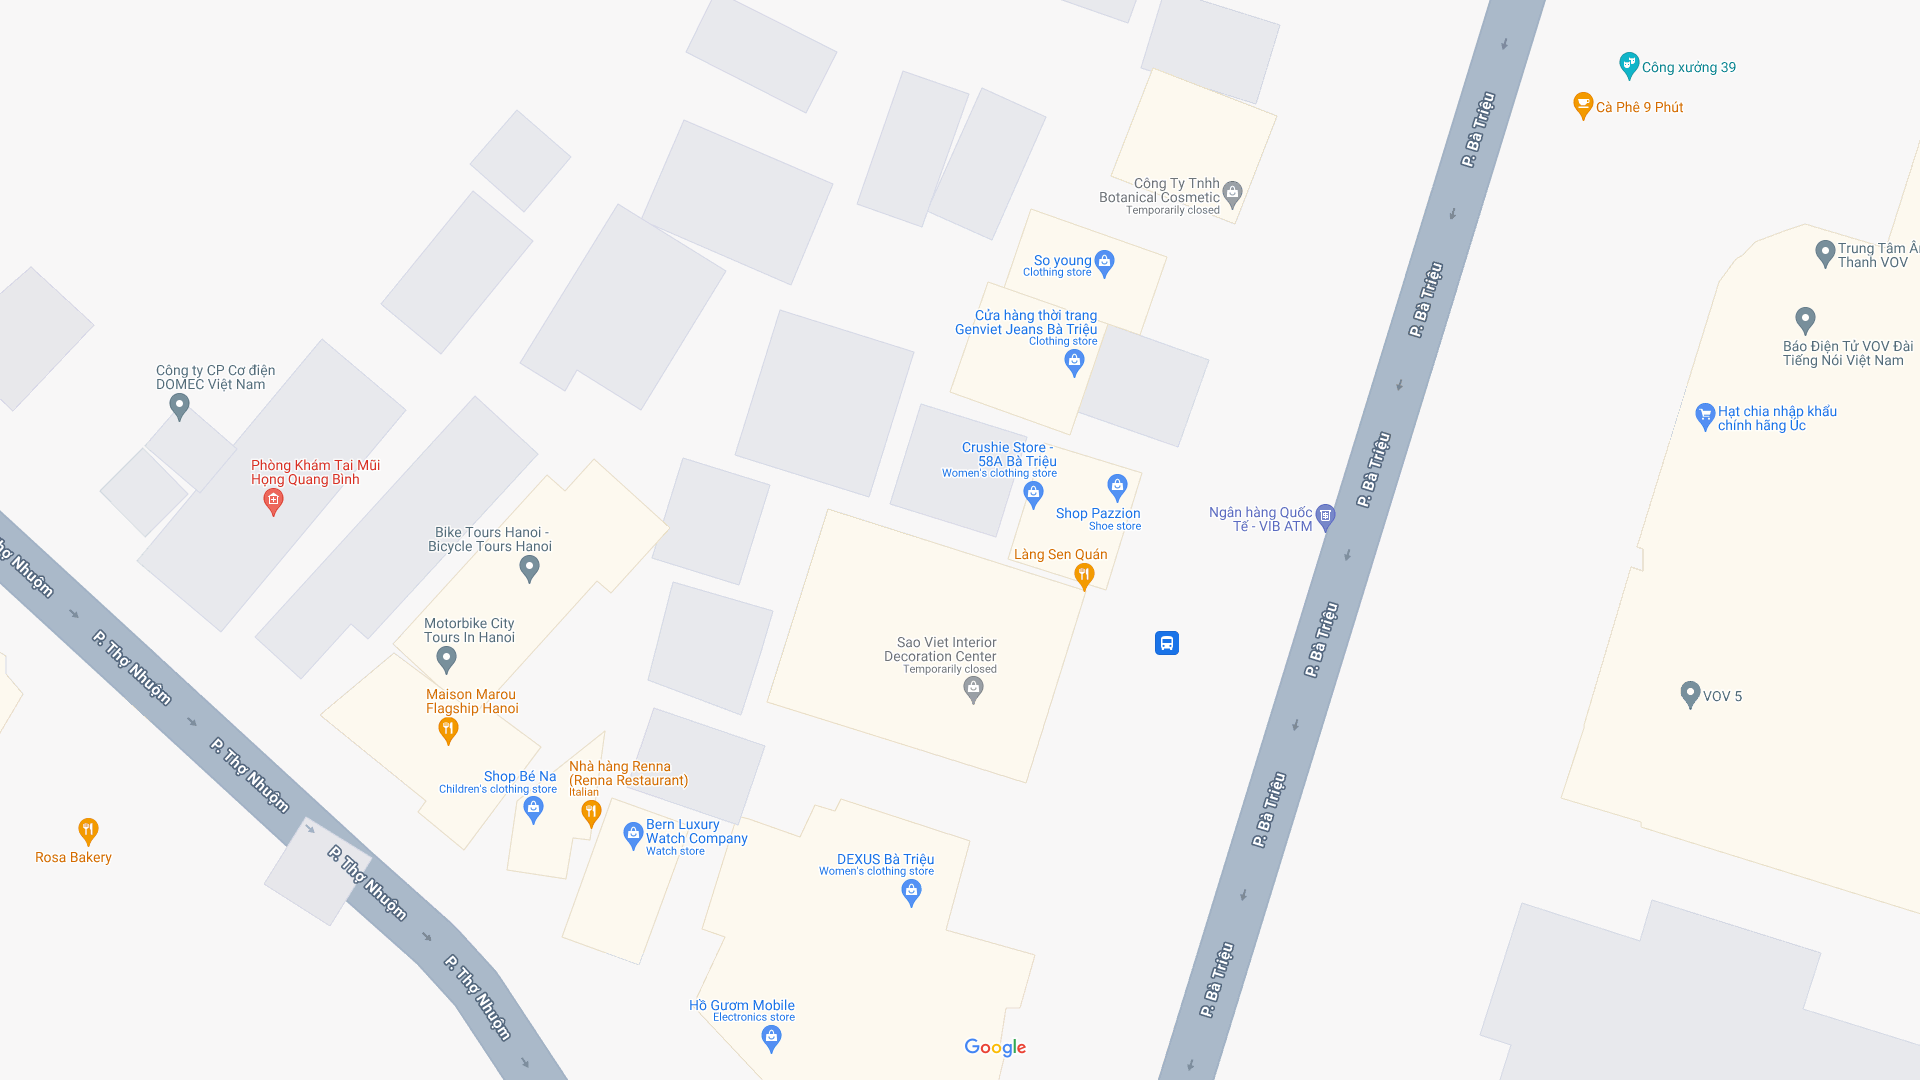 P. Bà Triệu
Công xưởng 39
Cà Phê 9 Phút
Công Ty Tnhh
Botanical Cosmetic
Temporarily closed
So young
Clothing store
Trung Tâm Â
Thanh VOV
P. Bà Triệu
Cửa hàng thời trang
Genviet Jeans Bà Triệu
Clothing store
Báo Điện Tử VOV Đài
Tiếng Nói Việt Nam
Công ty CP Cơ điện
DOMEC Việt Nam
Hạt chia nhập khẩu
chính hãng Úc
Phòng Khám Tai Mũi
Họng Quang Bình
Crushie Store -
58A Bà Triệu
Women's clothing store
P. Bà Triệu
Shop Pazzion
Shoe store
Ngân hàng Quốc
Tế - VIB ATM
Bike Tours Hanoi -
Bicycle Tours Hanoi
Làng Sen Quán
Thợ Nhuộm
Motorbike City
Tours In Hanoi
Sao Viet Interior
Decoration Center
Temporarily closed
P. Bà Triệu
P. Thợ Nhuộm
Maison Marou
Flagship Hanoi
VOV 5
P. Thợ Nhuộm
Shop Bé Na
Children's clothing store
Nhà hàng Renna
(Renna Restaurant)
Italian
P. Bà Triệu
Bern Luxury
Watch Company
Watch store
Rosa Bakery
DEXUS Bà Triệu
Women's clothing store
P. Thợ Nhuộm
P. Bà Triệu
P. Thợ Nhuộm
Hồ Gươm Mobile
Electronics store
Google